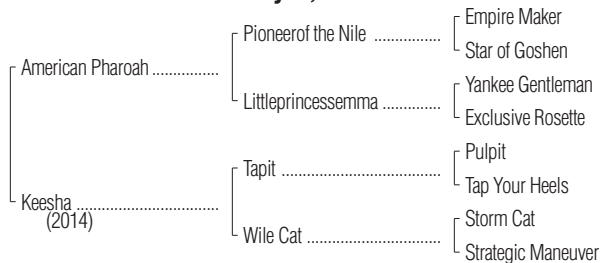 Empire Maker
Pioneerof the Nile ................
Star of Goshen
American Pharoah ................
Yankee Gentleman
Littleprincessemma ..............
Exclusive Rosette
Pulpit
Tapit .......................................
Tap Your Heels
Keesha ...................................
(2014)
Storm Cat
Wile Cat .................................
Strategic Maneuver